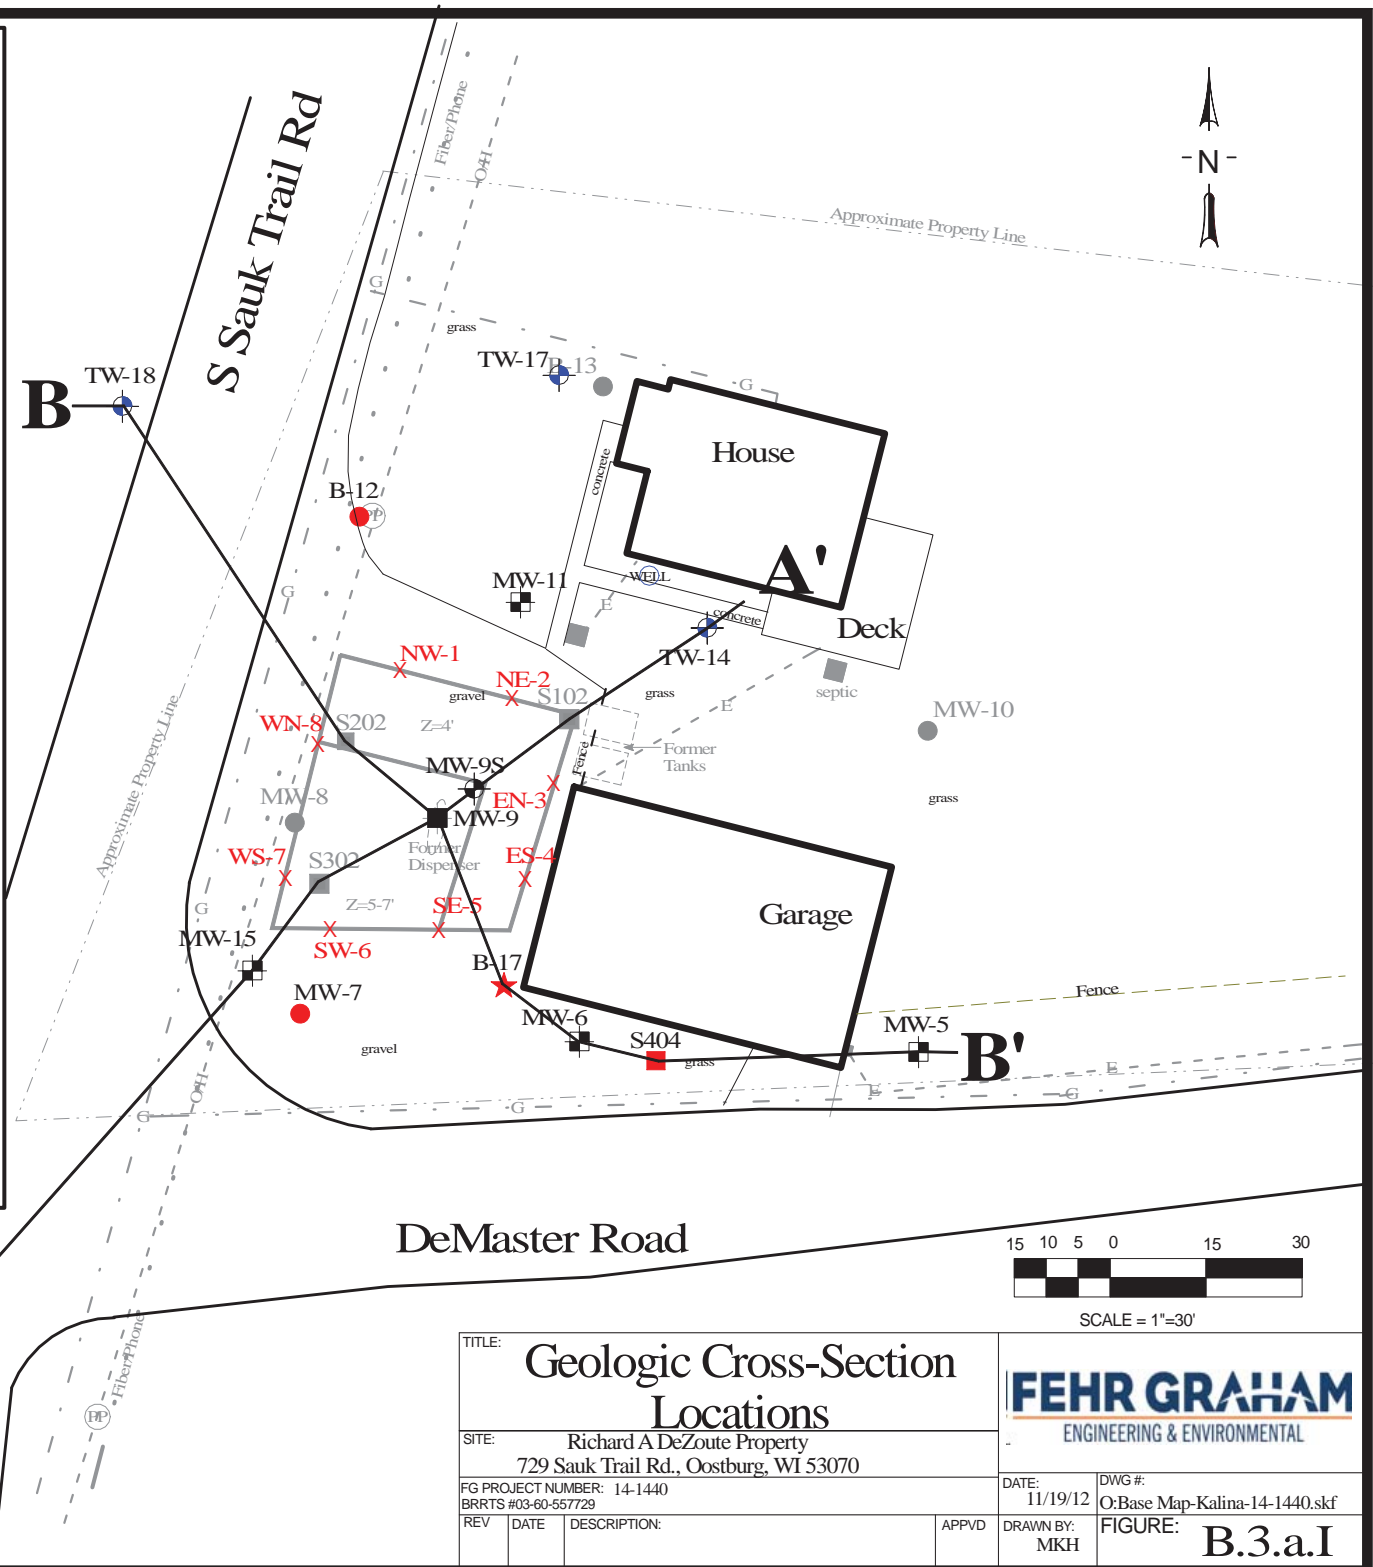 S Sauk Trail Rd
Fiber/Phone
O/H
-N-
Approximate Property Line
G
grass
TW-17
B-13
G
B
TW-18
House
concrete
B-12
PP
A'
WELL
MW-11
G
E
concrete
Deck
TW-14
NW-1
NE-2
gravel
S102
grass
septic
E
MW-10
WN-8
S202
Z=4'
Former
Tanks
Fence
MW-9S
EN-3
MW-8
MW-9
grass
Approximate Property Line
Former
Dispenser
WS-7
S302
ES-4
Z=5-7'
SE-5
G
Garage
SW-6
MW-15
B-17
MW-7
Fence
MW-6
MW-5
S404
B'
gravel
grass
E
E
G
O/H
G
G
DeMaster Road
15 10 5 0 15 30
SCALE = 1"=30'
Fiber/Phone
PP
TITLE:
Geologic Cross-Section
Locations
SITE:
Richard A DeZoute Property
729 Sauk Trail Rd., Oostburg, WI 53070
FG PROJECT NUMBER: 14-1440
BRRTS #03-60-557729
REV DATE DESCRIPTION: APPVD
FEHR GRAHAM
ENGINEERING & ENVIRONMENTAL
DATE:
11/19/12
DWG #:
O:Base Map-Kalina-14-1440.skf
DRAWN BY:
MKH
FIGURE: B.3.a.I